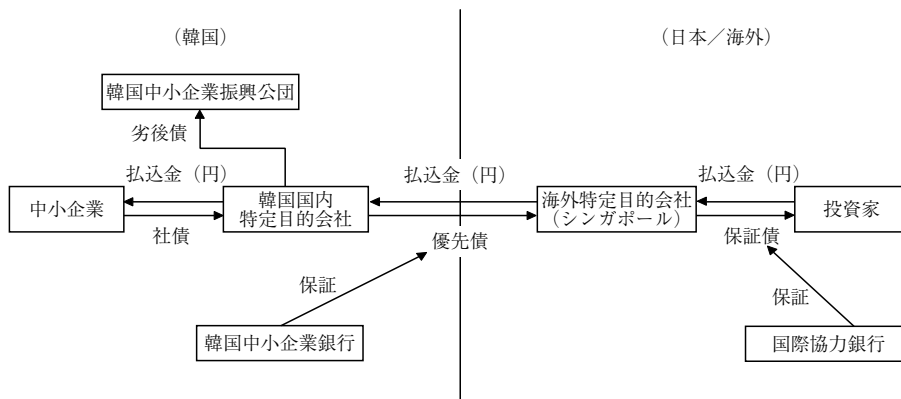 （韓国）
（日本／海外）
韓国中小企業振興公団
劣後債
払込金（円）
払込金（円）
払込金（円）
中小企業
韓国国内
特定目的会社
海外特定目的会社
（シンガポール）
投資家
社債
優先債
保証債
保証
保証
韓国中小企業銀行
国際協力銀行